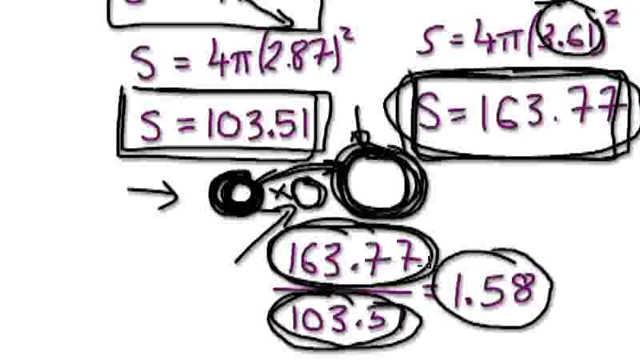 S = 4π(2.87)²
S = 4π(3.61)²
S = 103.51
S = 163.77
→ ×
163.77
103.5 = 1.58